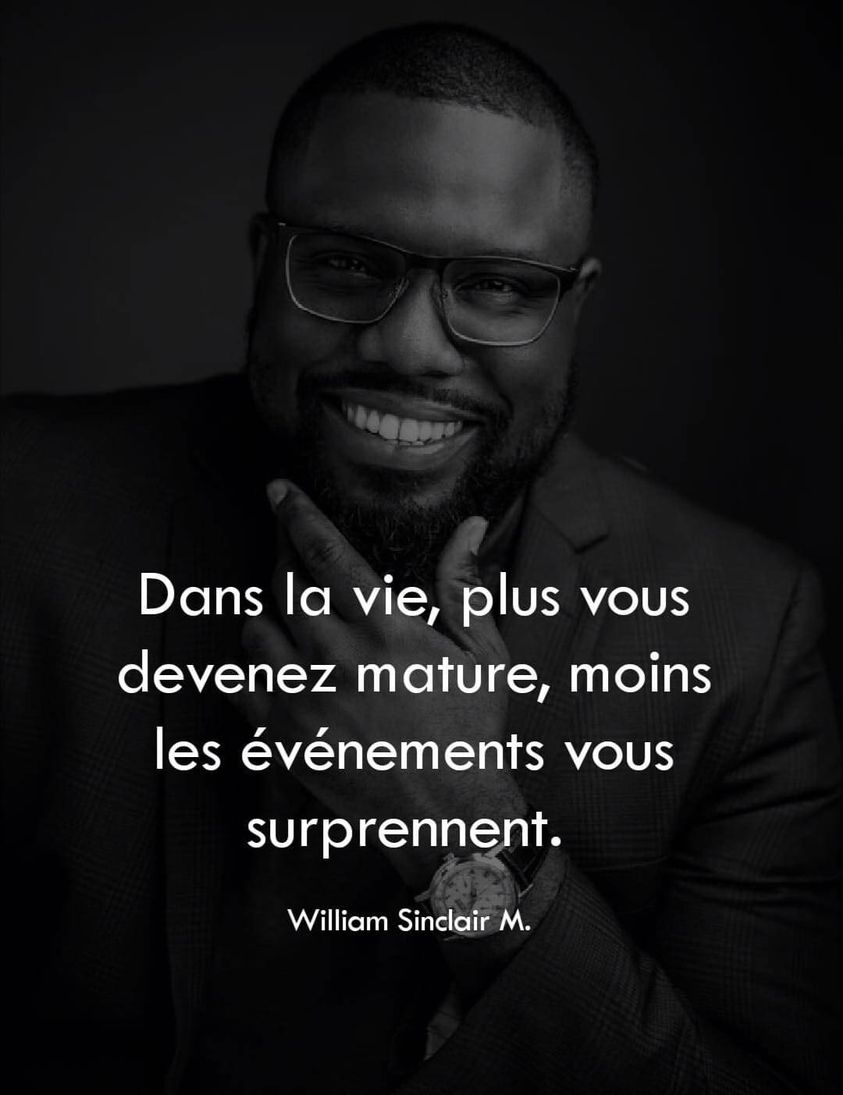 Dans la vie, plus vous
devenez mature, moins
les événements vous
surprennent.
William Sinclair M.